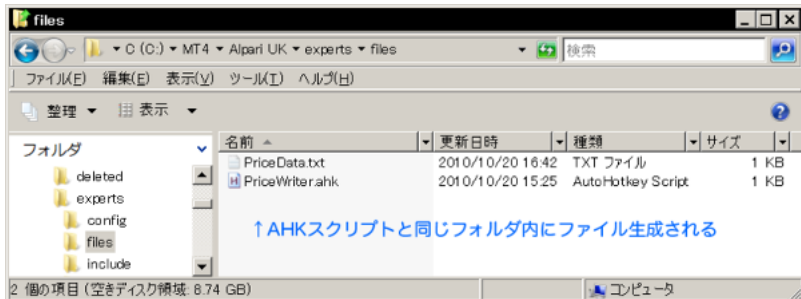 files
C (C:) ▾ MT4 ▾ Alpari UK ▾ experts ▾ files
検索
ファイル(F) 編集(E) 表示(V) ツール(T) ヘルプ(H)
整理 ▼ 表示 ▼
フォルダ
名前 更新日時 種類 サイズ
deleted
experts
config
files
include
PriceData.txt 2010/10/20 16:42 TXT ファイル 1 KB
PriceWriter.ahk 2010/10/20 15:25 AutoHotkey Script 1 KB
↑AHKスクリプトと同じフォルダ内にファイル生成される
2 個の項目 (空きディスク領域: 8.74 GB)
コンピュータ